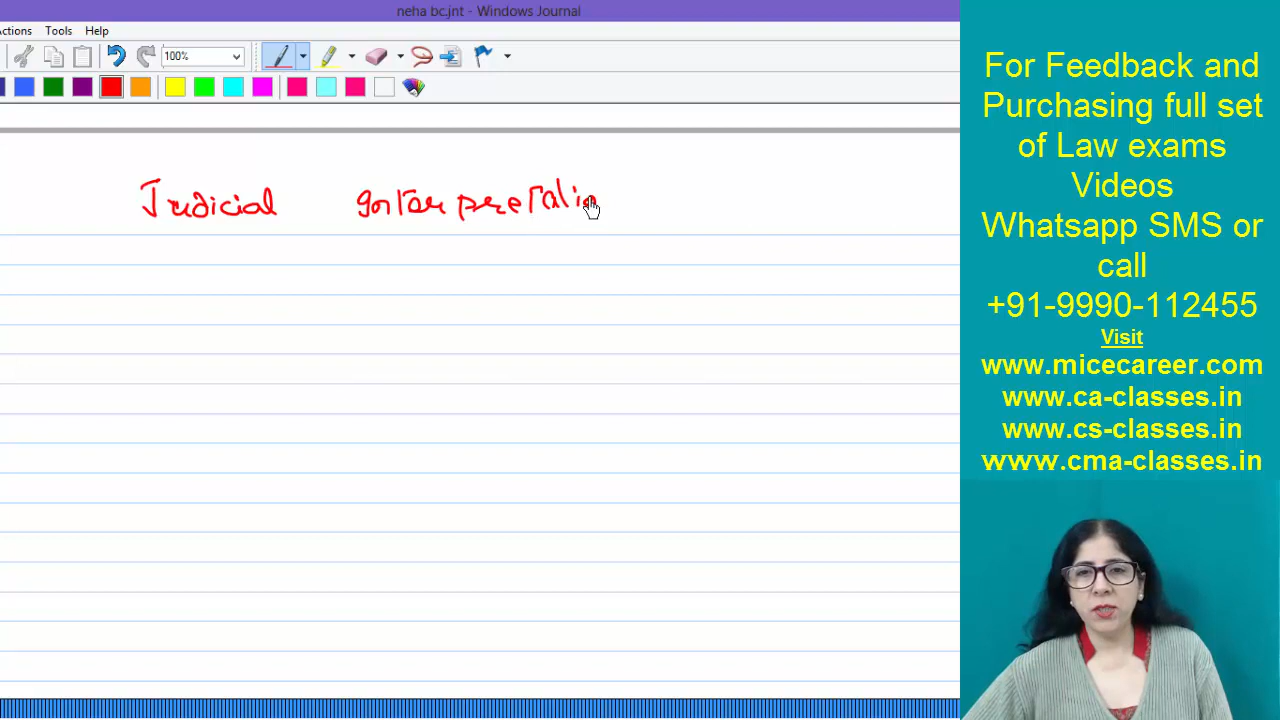 neha bc.jnt - Windows Journal
Actions Tools Help
100%
Judicial Interpretatio
For Feedback and
Purchasing full set
of Law exams
Videos
Whatsapp SMS or
call
+91-9990-112455
Visit
www.micecareer.com
www.ca-classes.in
www.cs-classes.in
www.cma-classes.in